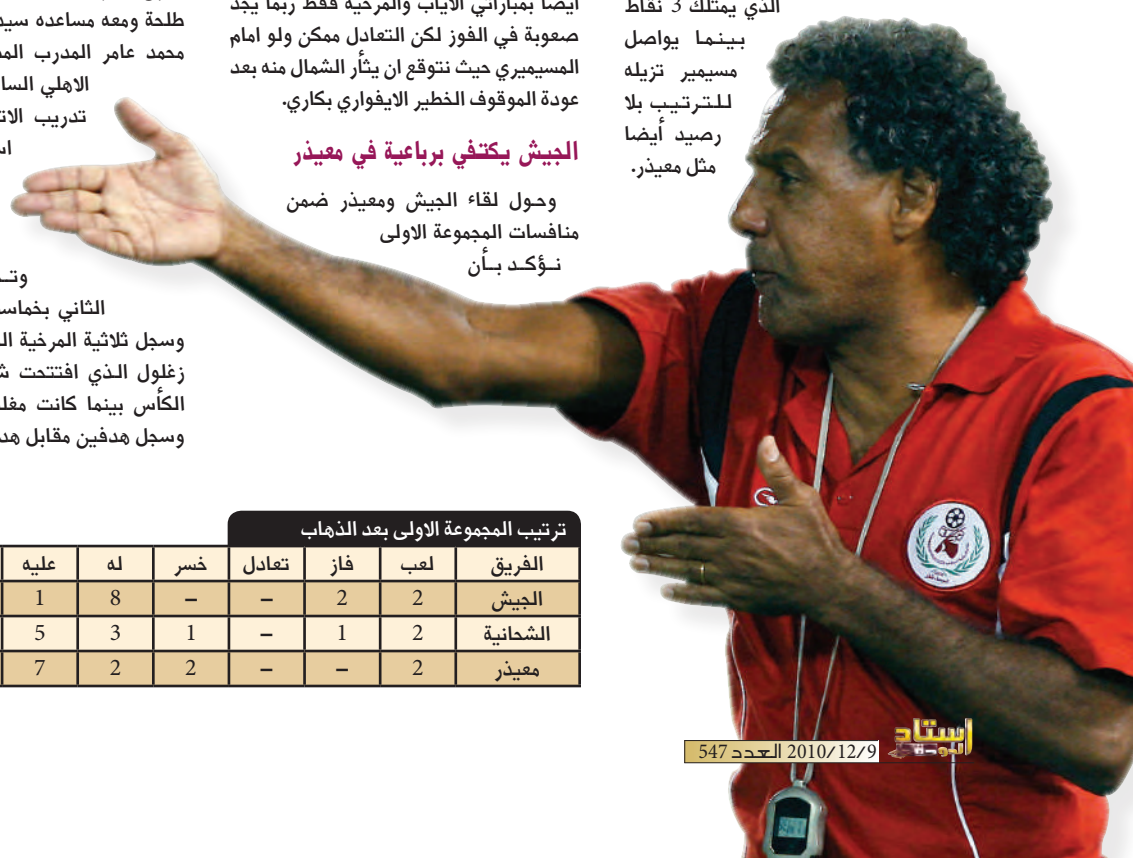 الذي يمتلك 3 نقاط
بينما يواصل
مسيمير تزيله
للترتيب بلا
رصيد أيضا
مثل معيذر.
ايضا بمباراتي الاياب والمرخية فقط ربما يجد
صعوبة في الفوز لكن التعادل ممكن ولو امام
المسيميري حيث نتوقع ان يثأر الشمال منه بعد
عودة الموقوف الخطير الايفواري بكاري.
الجيش يكتفي برباعية في معيذر
وحول لقاء الجيش ومعيذر ضمن
منافسات المجموعة الاولى
نؤكد بأن
طلحة ومعه مساعده
محمد عامر المدرب
الاهلي
تدريب
الثاني
وسجل ثلاثية المرخية
زغلول الذي افتتحت
الكأس بينما كانت
وسجل هدفين مقابل
ترتيب المجموعة الاولى بعد الذهاب
الفريق لعب فاز تعادل خسر له عليه
الجيش 2 2 – – 8 1
الشحانية 2 1 – 1 3 5
معيذر 2 – – 2 2 7
استاد الدوحة
2010/12/9 العدد 547